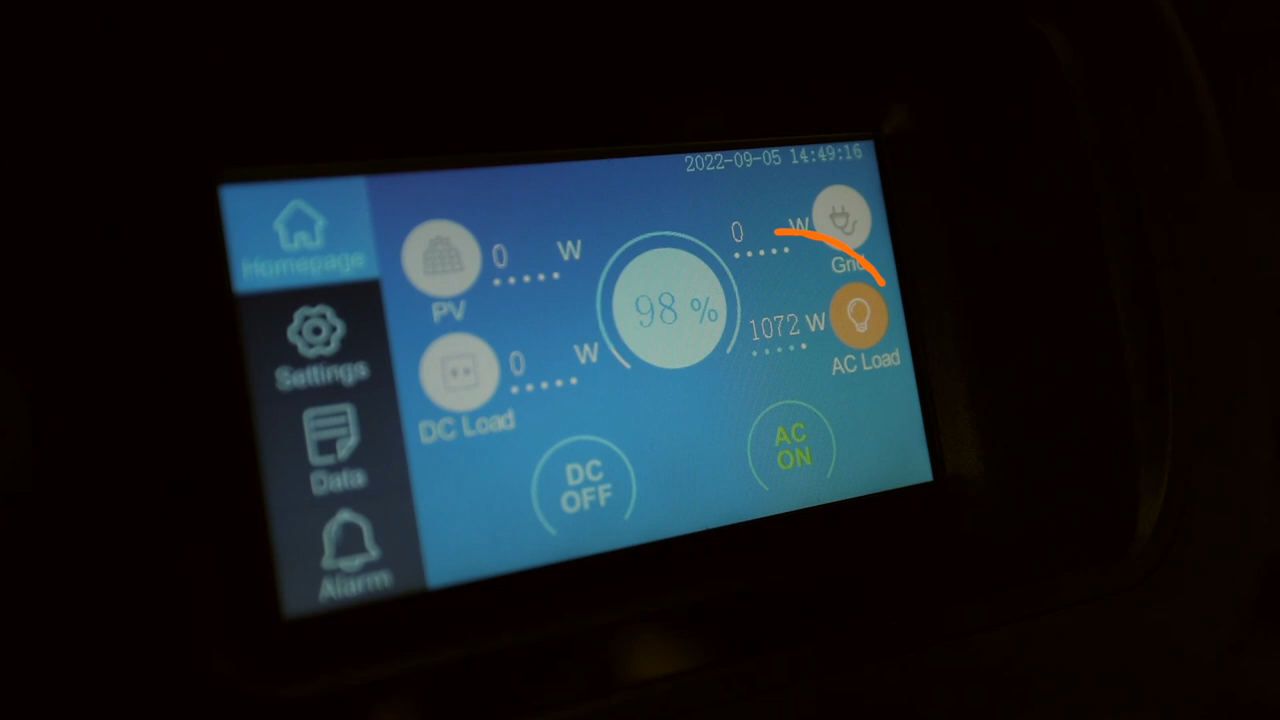 2022-09-05 14:49:16
Homepage
Settings
Data
Alarm
0 W
PV
0 W
DC Load
98 %
0 W
Grid
1072 W
AC Load
DC
OFF
AC
ON